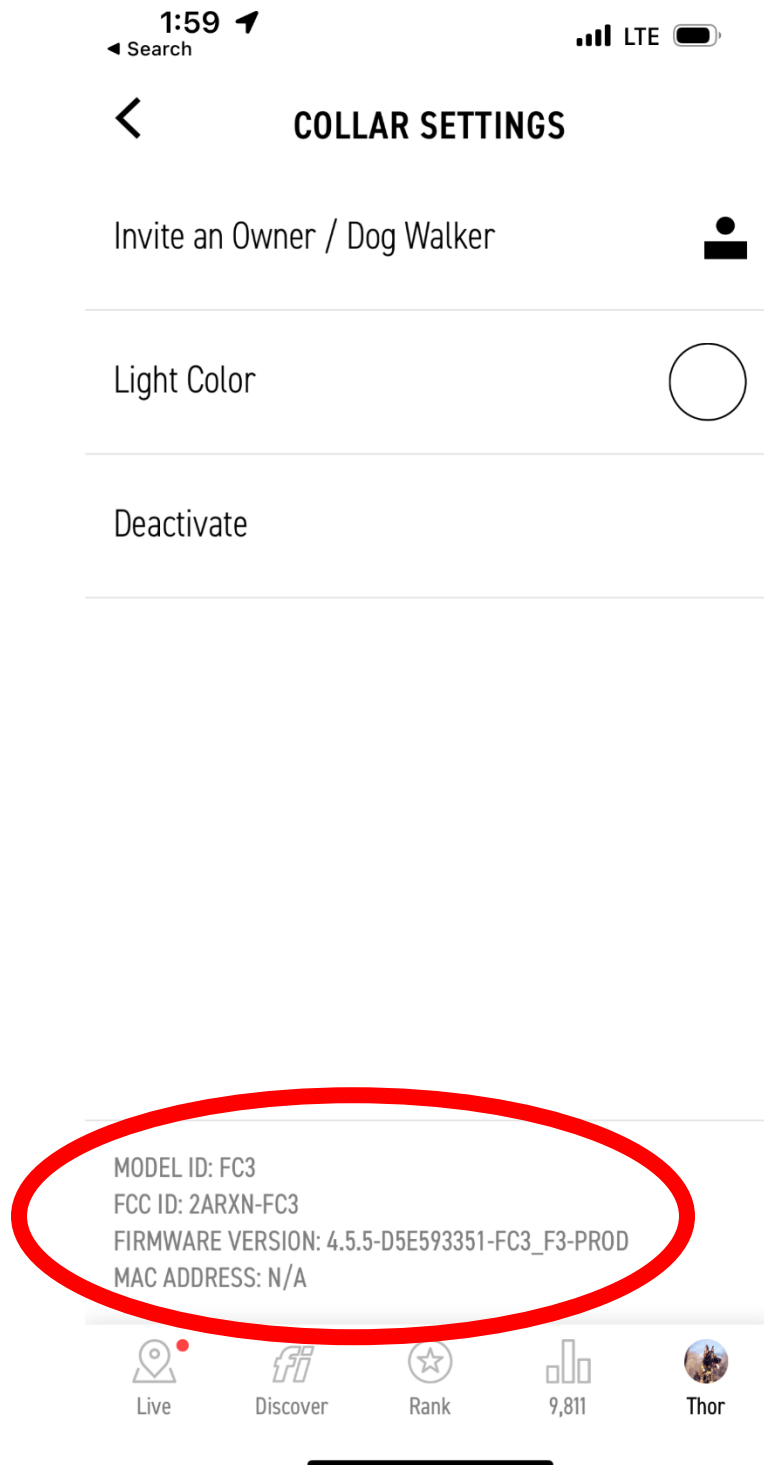 1:59
◀ Search
LTE
COLLAR SETTINGS
Invite an Owner / Dog Walker
Light Color
Deactivate
MODEL ID: FC3
FCC ID: 2ARXN-FC3
FIRMWARE VERSION: 4.5.5-D5E593351-FC3_F3-PROD
MAC ADDRESS: N/A
fi
Live
Discover
Rank
9,811
Thor